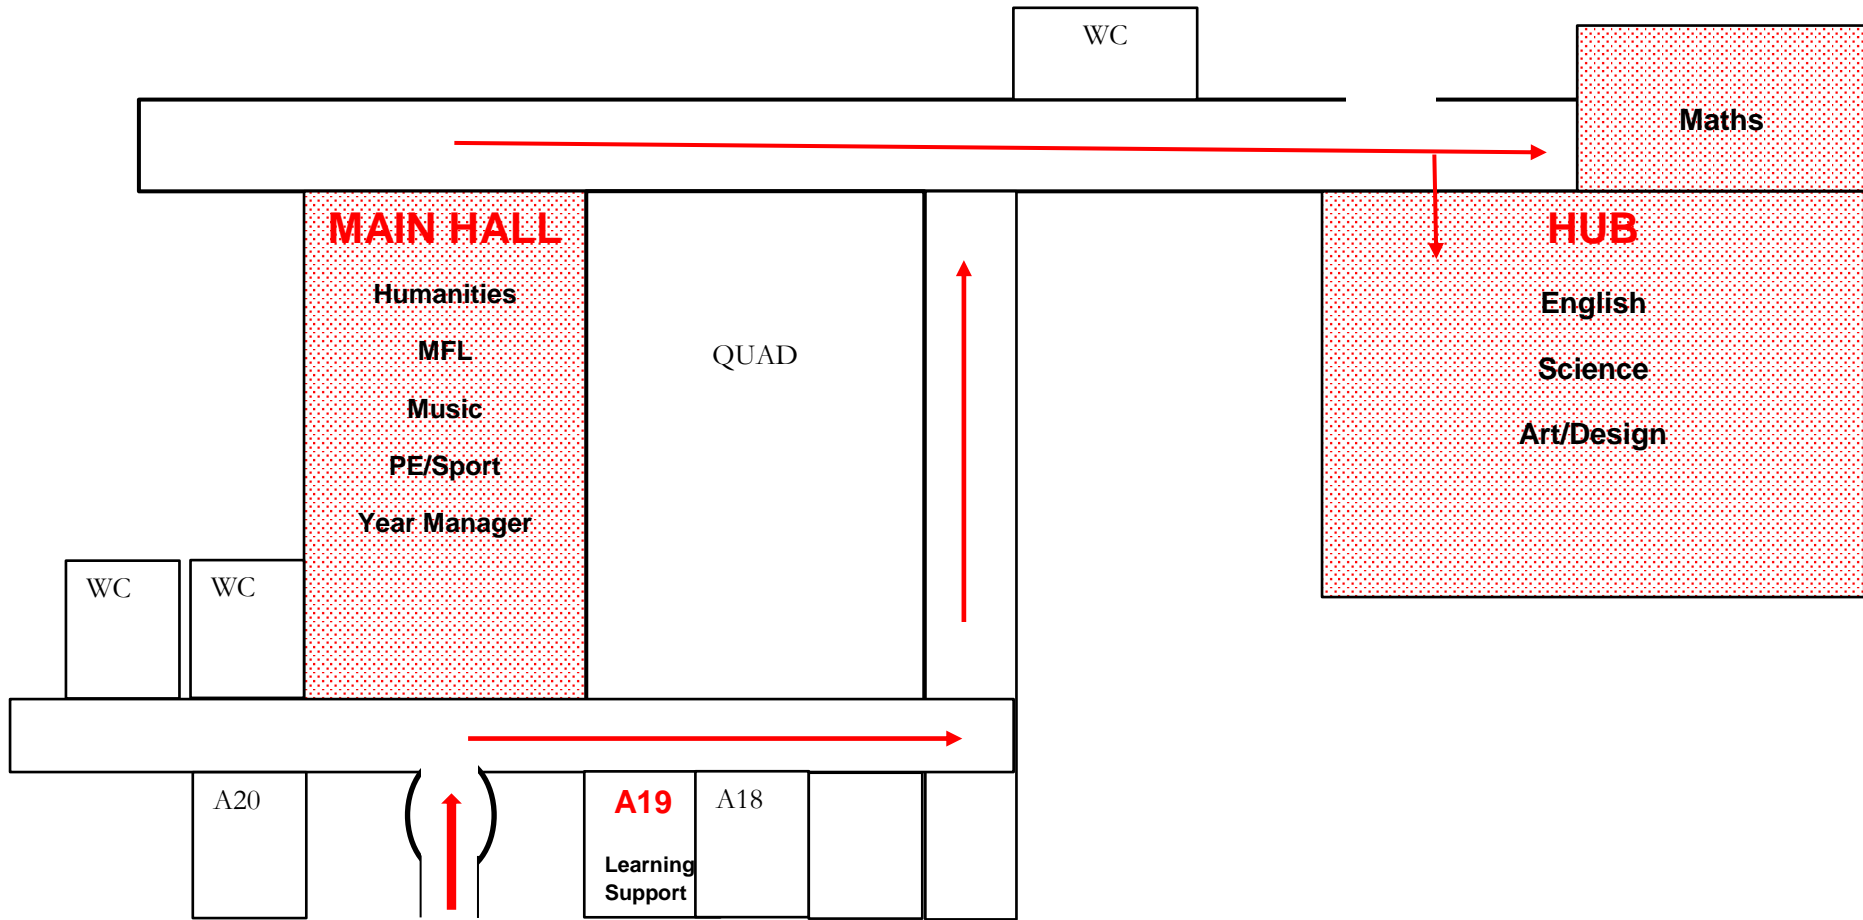 WC
Maths
MAIN HALL
Humanities
MFL
Music
PE/Sport
Year Manager
QUAD
HUB
English
Science
Art/Design
WC
WC
A20
A19
Learning
Support
A18